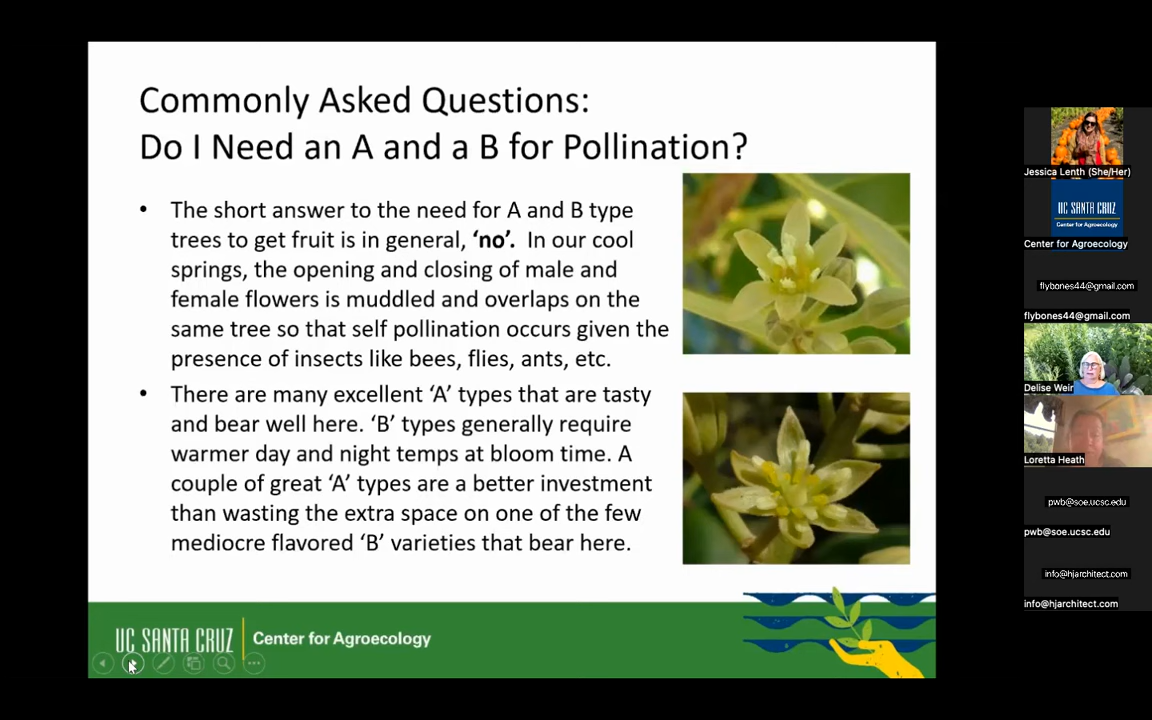 Commonly Asked Questions:
Do I Need an A and a B for Pollination?
• The short answer to the need for A and B type
trees to get fruit is in general, ‘no’. In our cool
springs, the opening and closing of male and
female flowers is muddled and overlaps on the
same tree so that self pollination occurs given the
presence of insects like bees, flies, ants, etc.
• There are many excellent ‘A’ types that are tasty
and bear well here. ‘B’ types generally require
warmer day and night temps at bloom time. A
couple of great ‘A’ types are a better investment
than wasting the extra space on one of the few
mediocre flavored ‘B’ varieties that bear here.
UC SANTA CRUZ
Center for Agroecology
Jessica Lenth (She/Her)
UC SANTA CRUZ
Center for Agroecology
Center for Agroecology
flybones44@gmail.com
flybones44@gmail.com
Delise Weir
Loretta Heath
pwb@soe.ucsc.edu
pwb@soe.ucsc.edu
info@hjarchitect.com
info@hjarchitect.com